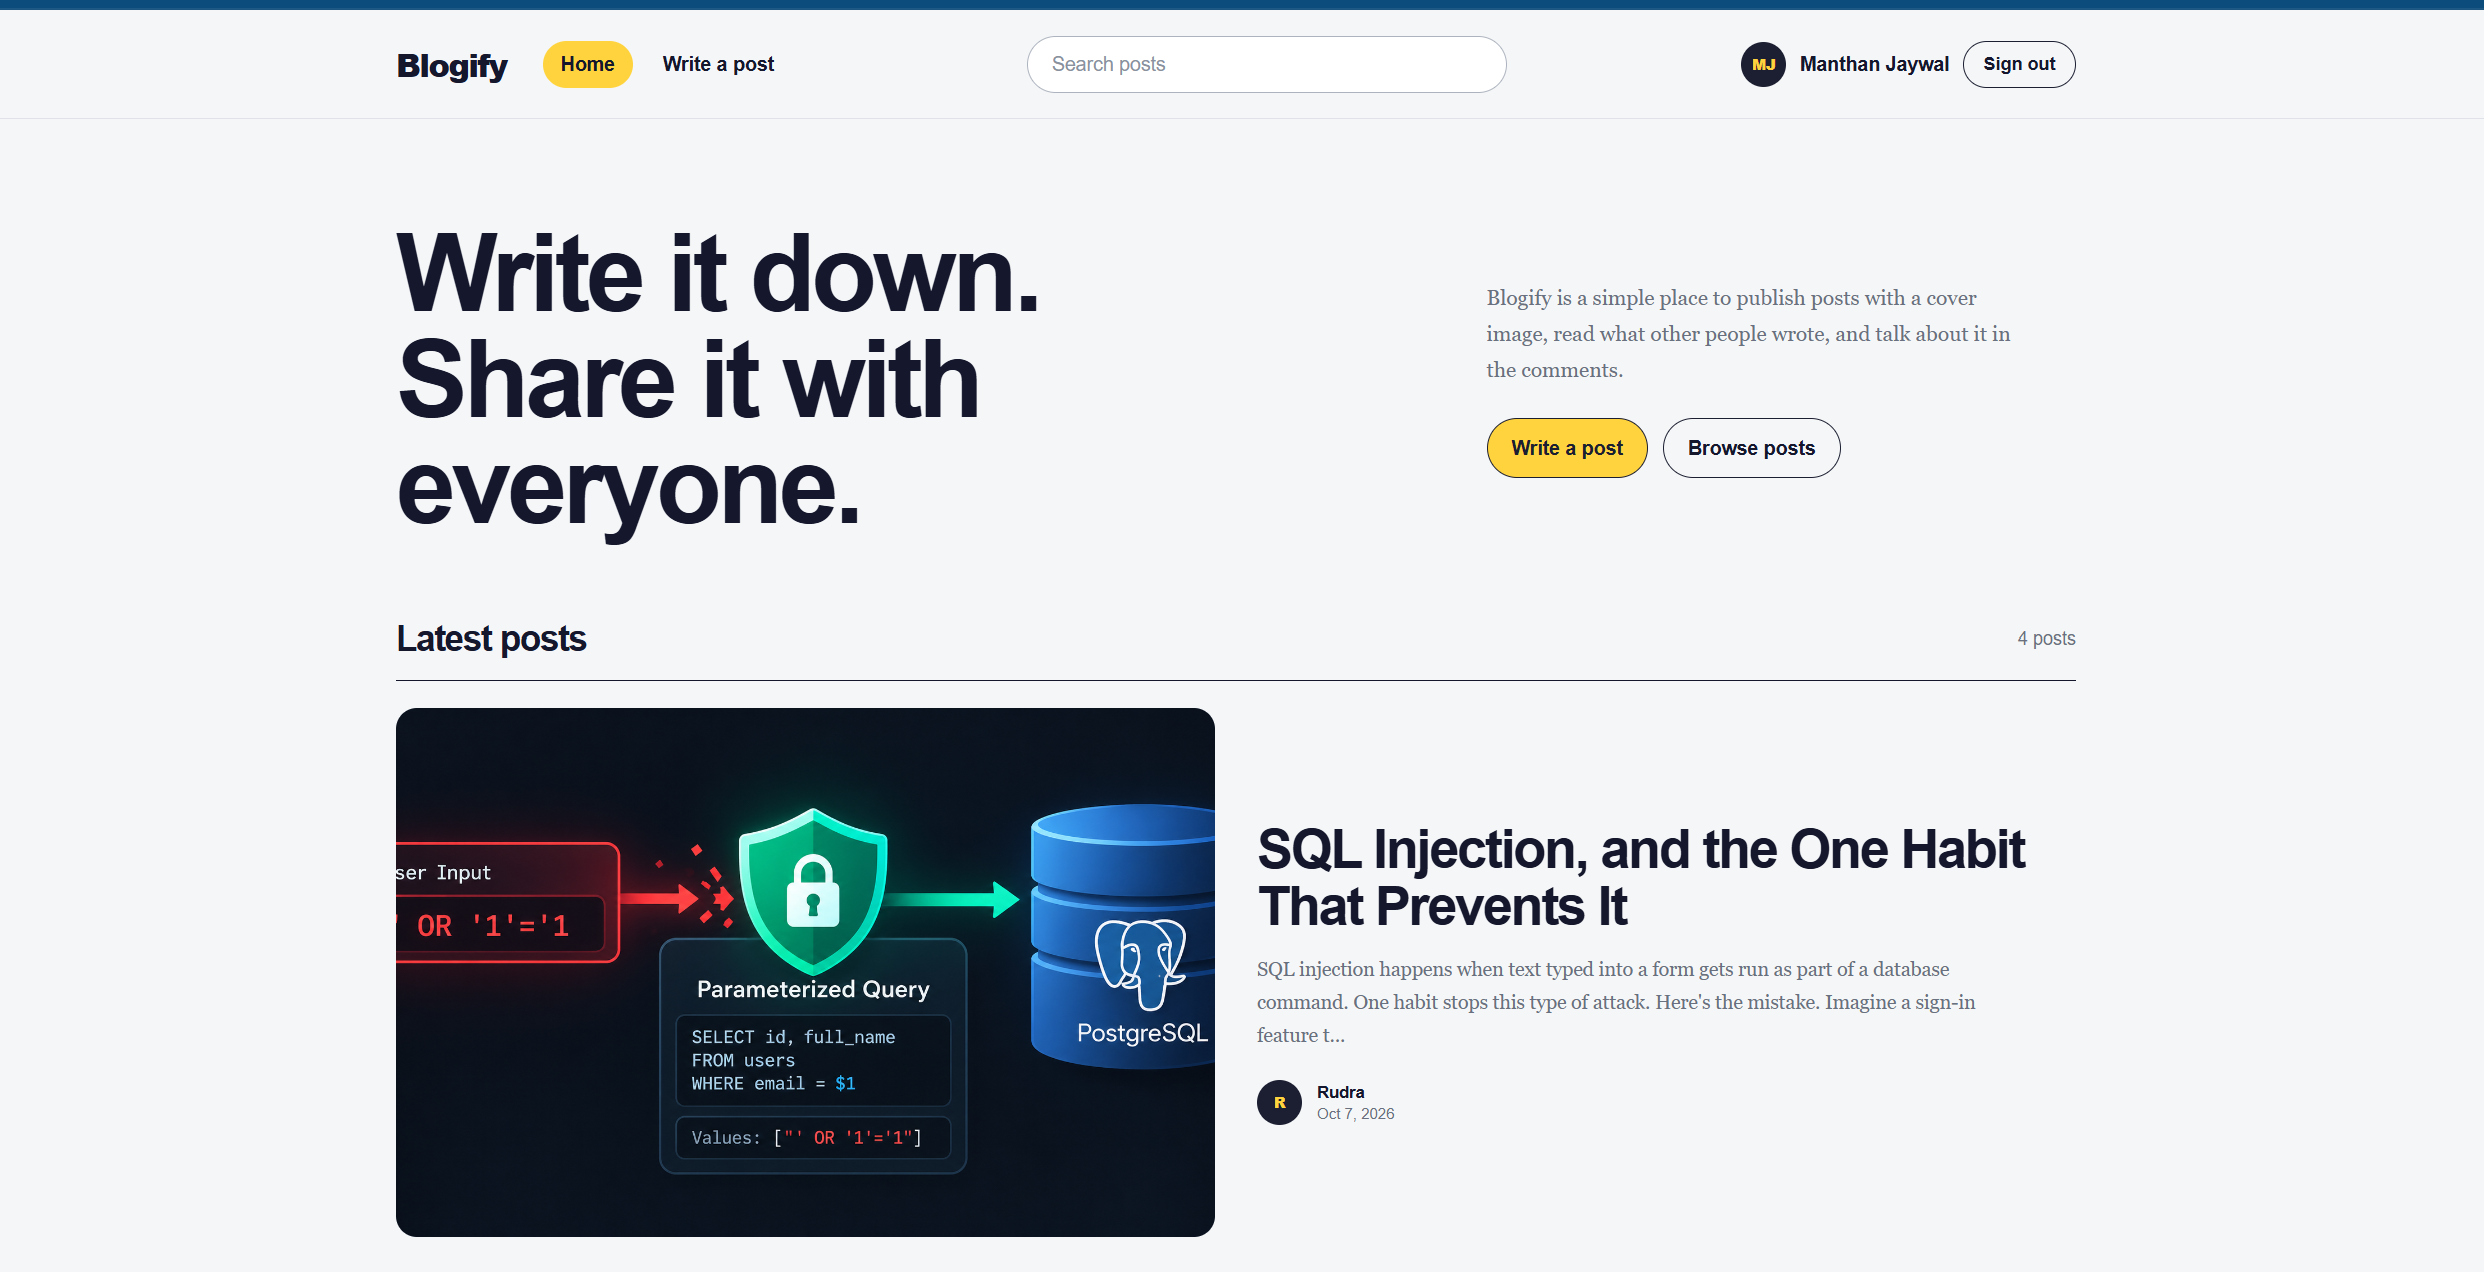 Blogify
Home
Write a post
Search posts
MJ
Manthan Jaywal
Sign out
Write it down.
Share it with
everyone.
Blogify is a simple place to publish posts with a cover
image, read what other people wrote, and talk about it in
the comments.
Write a post
Browse posts
Latest posts
4 posts
ser Input
' OR '1'='1
Parameterized Query
SELECT id, full_name
FROM users
WHERE email = $1
Values: ["' OR '1'='1"]
PostgreSQL
SQL Injection, and the One Habit
That Prevents It
SQL injection happens when text typed into a form gets run as part of a database
command. One habit stops this type of attack. Here's the mistake. Imagine a sign-in
feature t...
R
Rudra
Oct 7, 2026